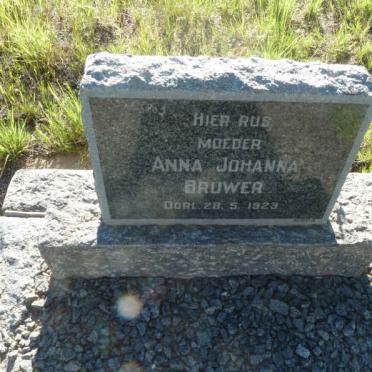 HIER RUS
MOEDER
ANNA JOHANNA
BRUWER
OORL. 28. 5. 1923